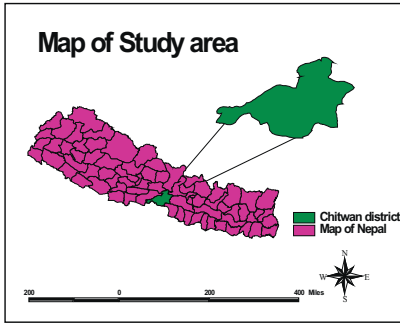 Map of Study area
Chitwan district
Map of Nepal
N
W E
S
200 0 200 400 Miles